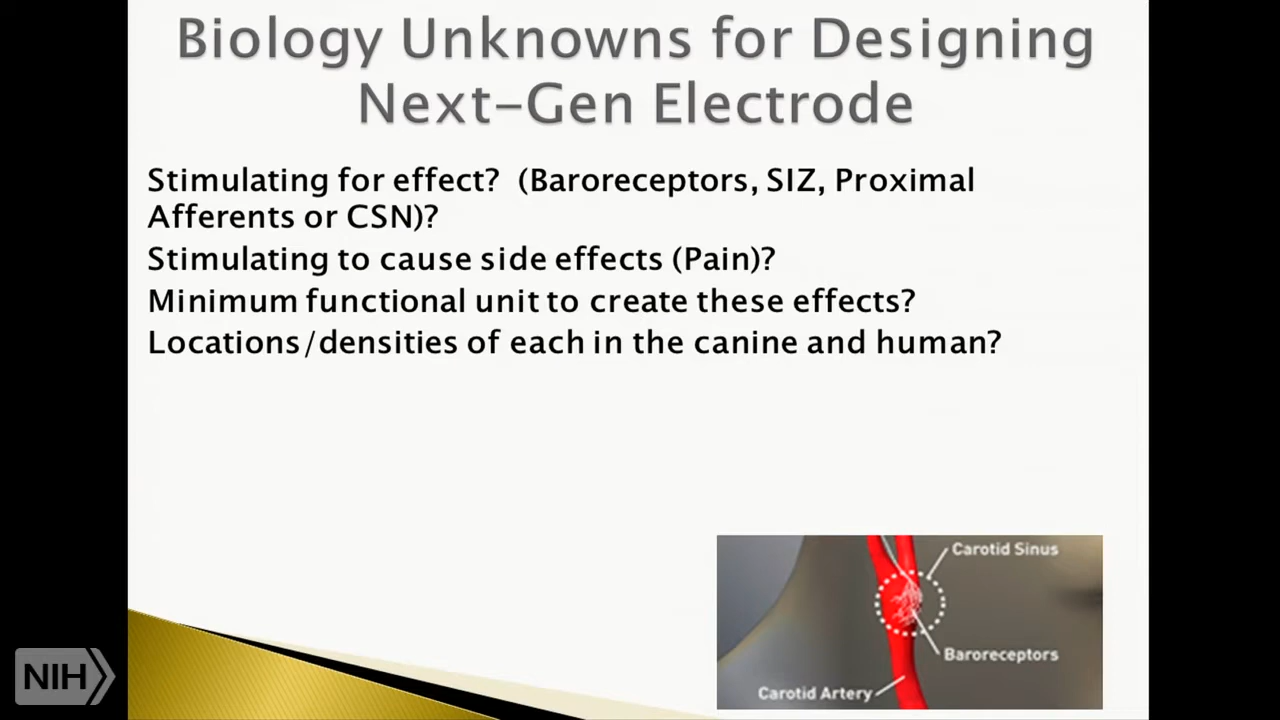 Biology Unknowns for Designing
Next-Gen Electrode
Stimulating for effect? (Baroreceptors, SIZ, Proximal
Afferents or CSN)?
Stimulating to cause side effects (Pain)?
Minimum functional unit to create these effects?
Locations/densities of each in the canine and human?
Carotid Sinus
Baroreceptors
Carotid Artery
NIH